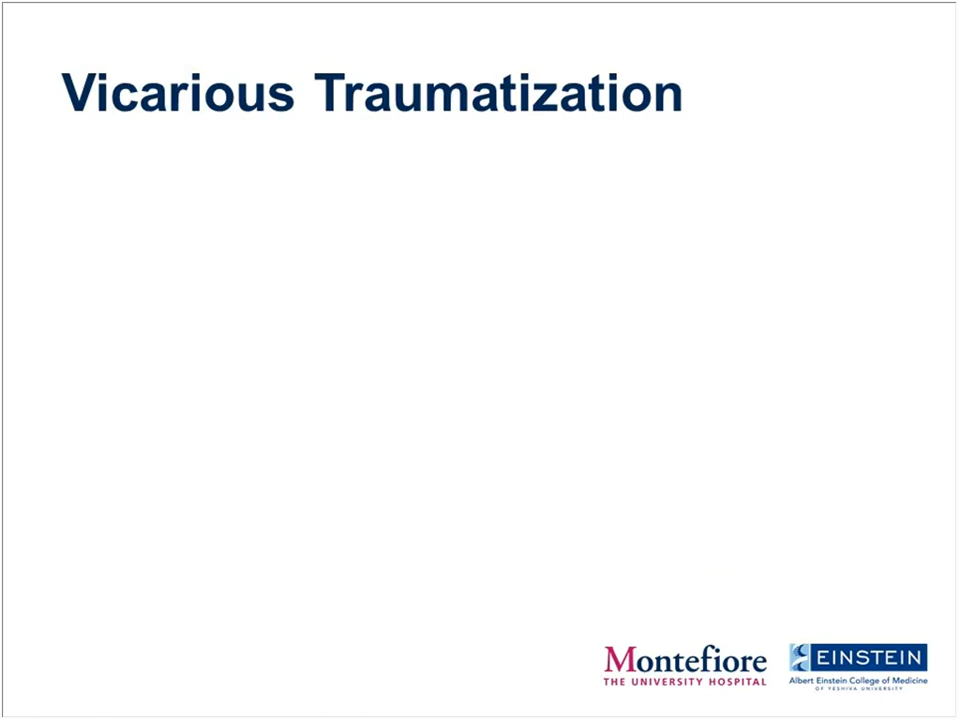 Vicarious Traumatization
Montefiore
THE UNIVERSITY HOSPITAL
EINSTEIN
Albert Einstein College of Medicine
OF YESHIVA UNIVERSITY